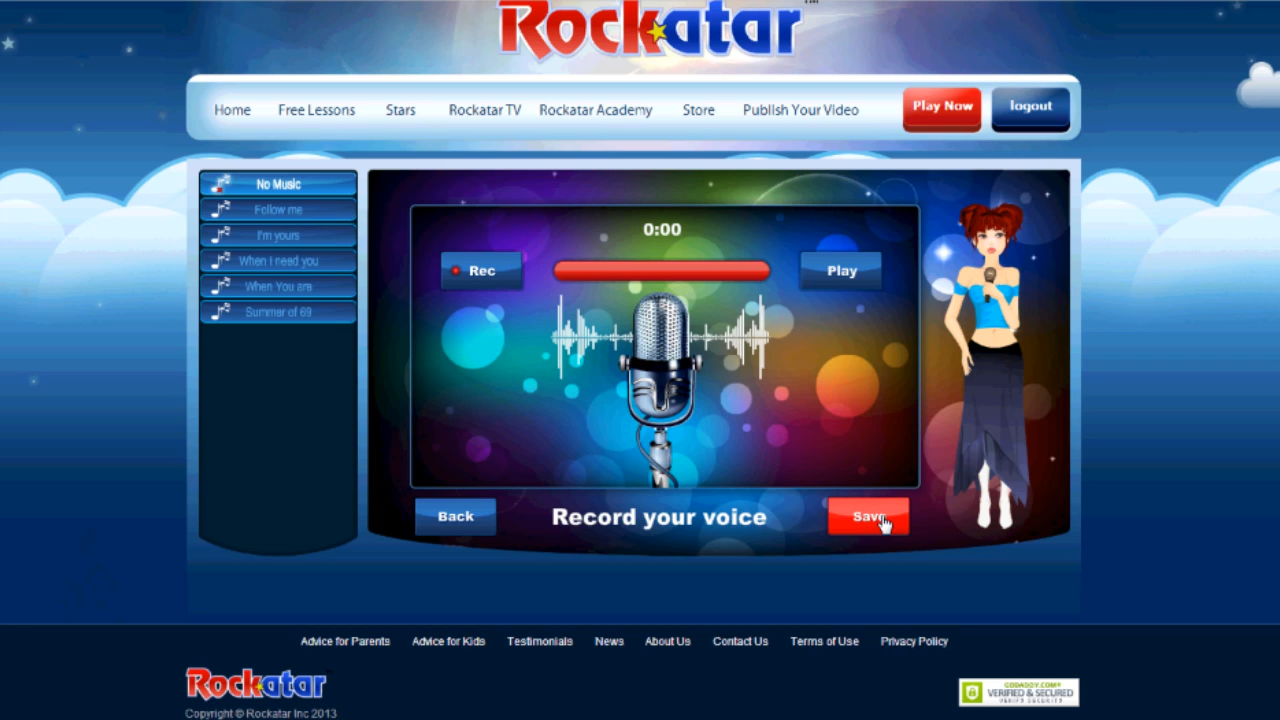 Rockatar™
Home Free Lessons Stars Rockatar TV Rockatar Academy Store Publish Your Video Play Now logout
No Music
Follow me
I'm yours
When I need you
When You are
Summer of 69
0:00
Rec
Play
Back
Record your voice
Save
Advice for Parents Advice for Kids Testimonials News About Us Contact Us Terms of Use Privacy Policy
Rockatar
GODADDY.COM®
VERIFIED & SECURED
Copyright © Rockatar Inc 2013